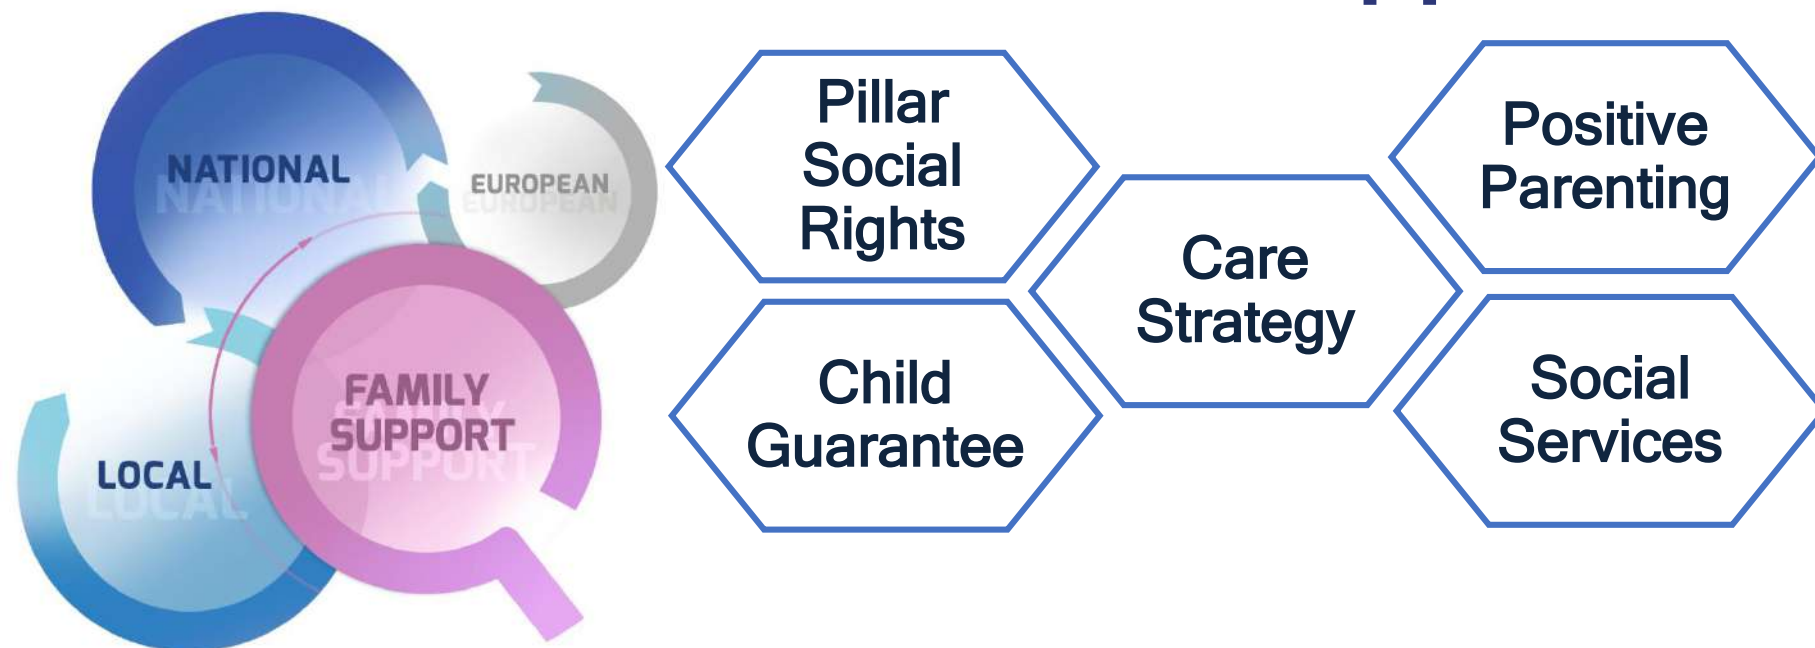 NATIONAL
EUROPEAN
FAMILY
SUPPORT
LOCAL
Pillar
Social
Rights
Child
Guarantee
Care
Strategy
Positive
Parenting
Social
Services